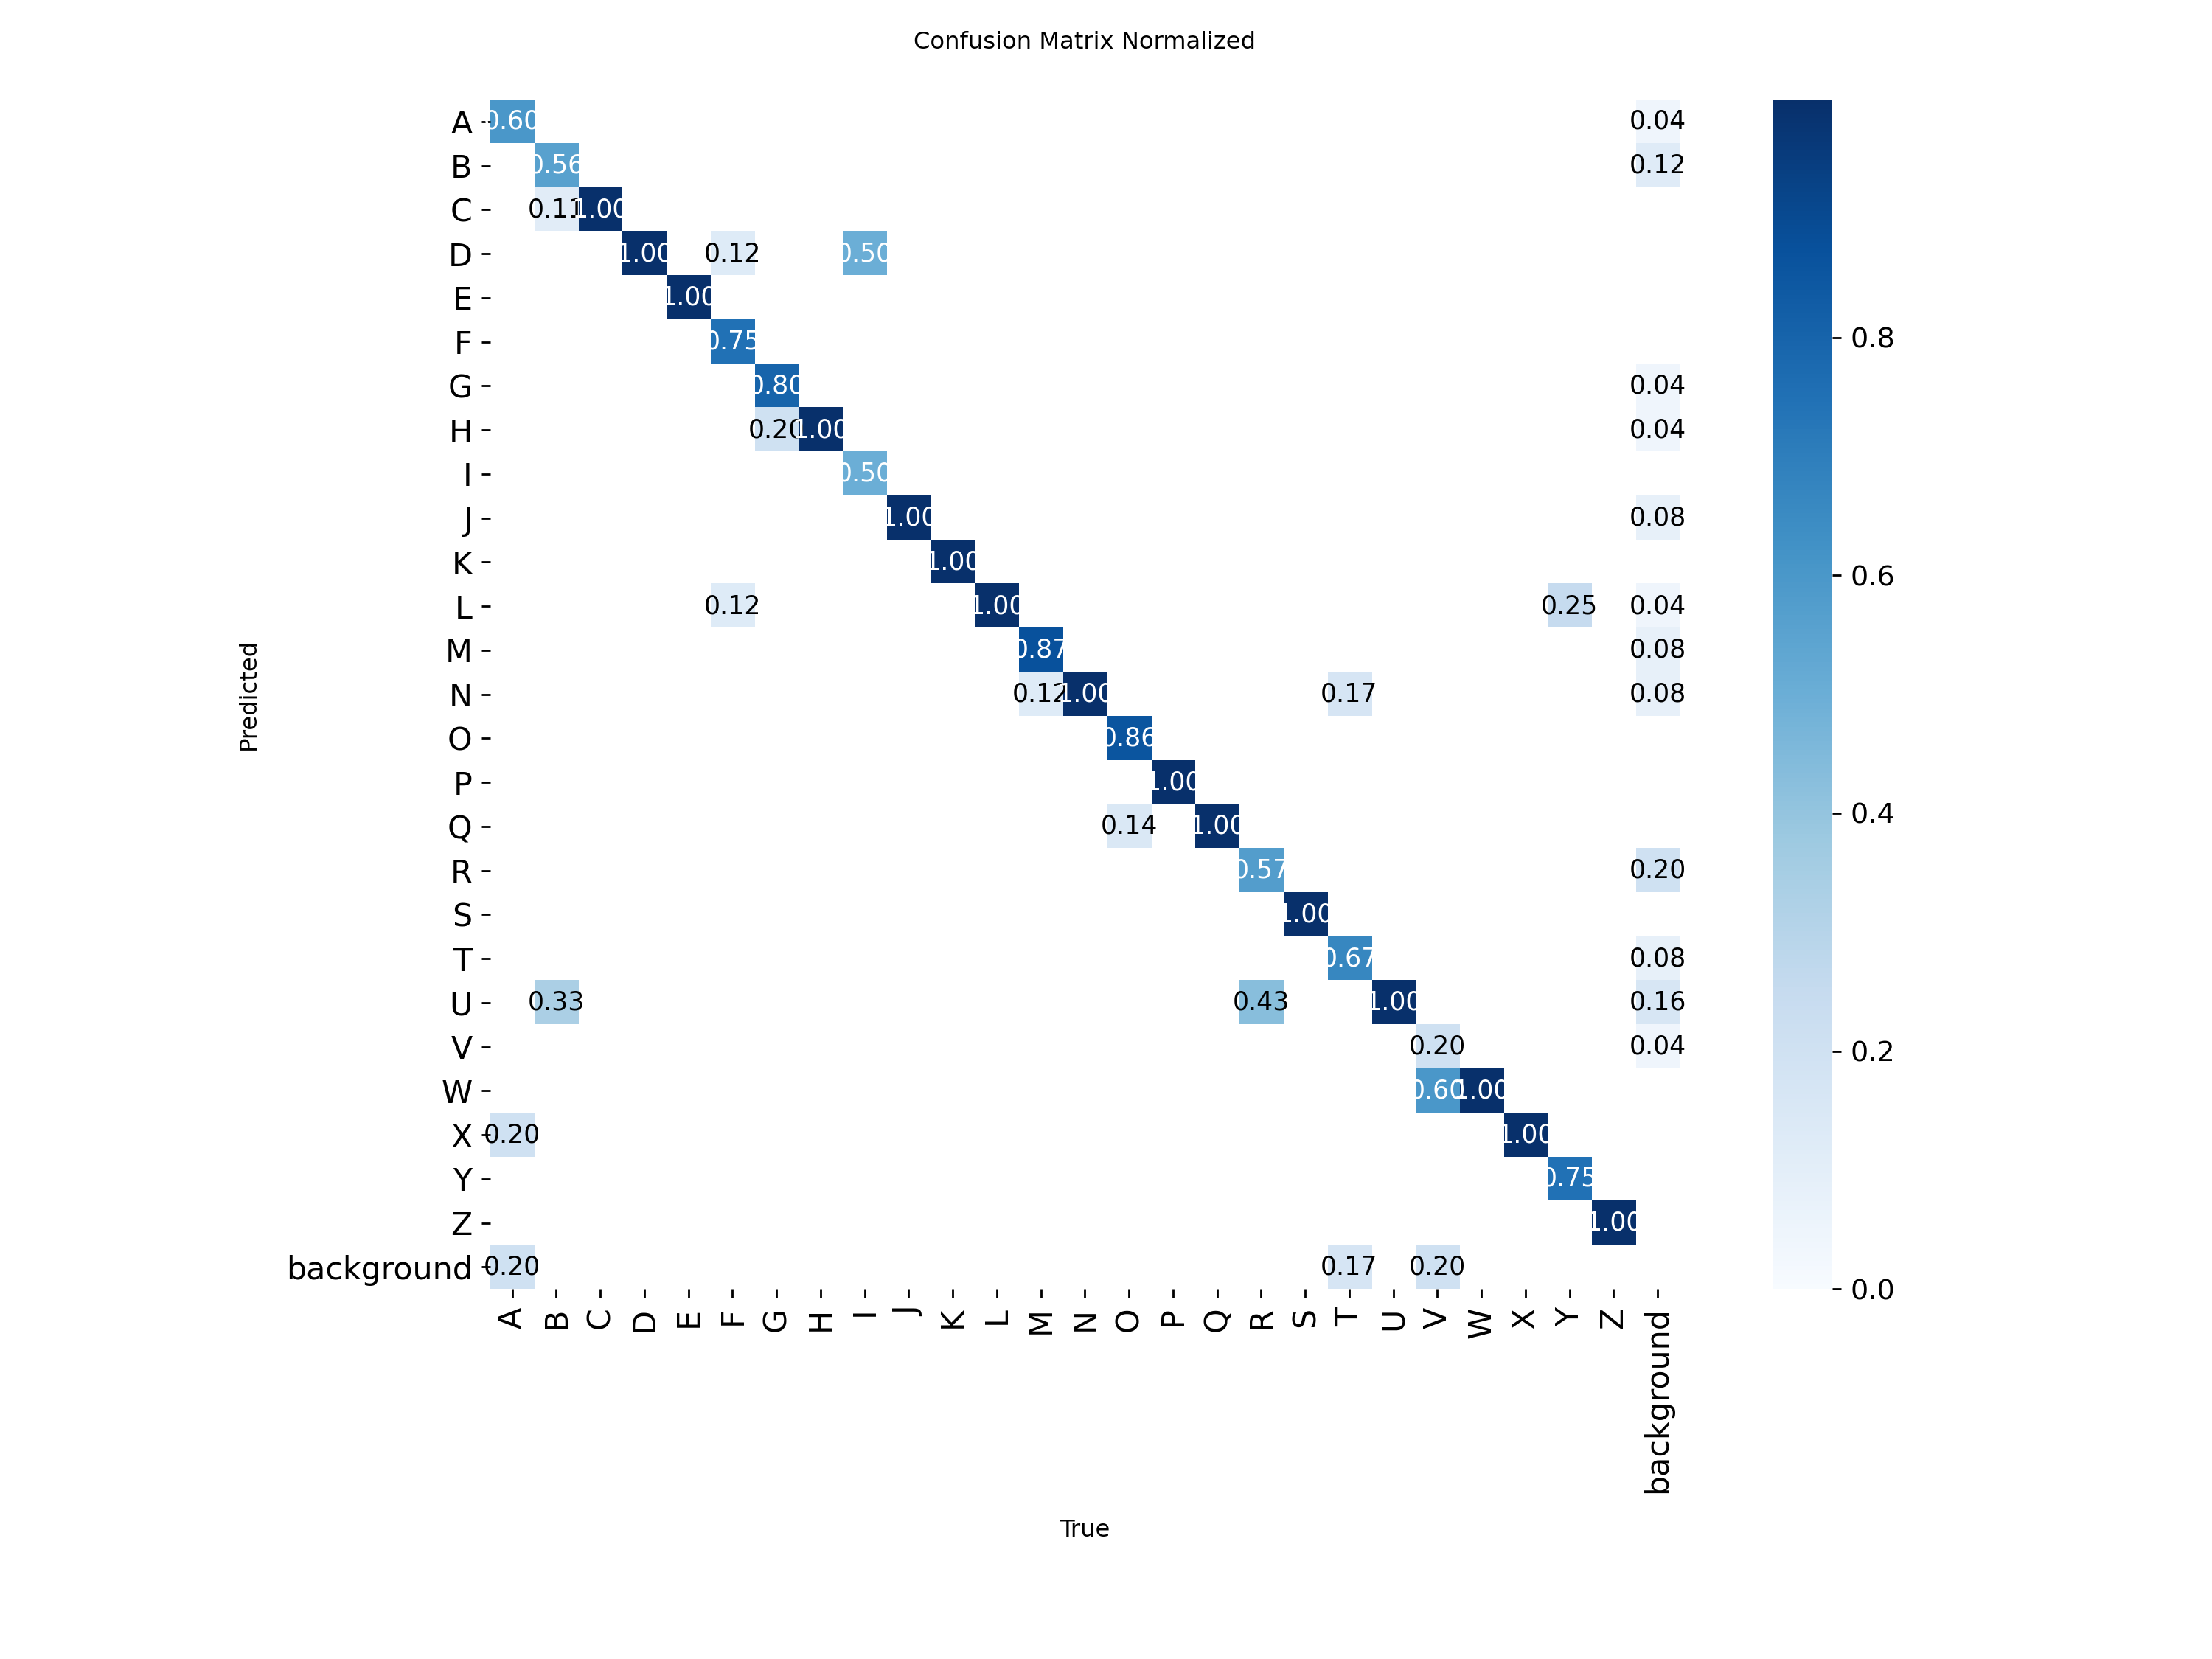 Confusion Matrix Normalized
A 0.60 0.04
B 0.56 0.12
C 0.11 1.00
D 1.00 0.12 0.50
E 1.00
F 0.75
G 0.80 0.04
H 0.20 1.00 0.04
I 0.50
J 1.00 0.08
K 1.00
L 0.12 1.00 0.25 0.04
M 0.87 0.08
N 0.12 1.00 0.17 0.08
O 0.86
P 1.00
Q 0.14 1.00
R 0.57 0.20
S 1.00
T 0.67 0.08
U 0.33 0.43 1.00 0.16
V 0.20 0.04
W 0.60 1.00
X 0.20 1.00
Y 0.75
Z 1.00
background 0.20 0.17 0.20
A B C D E F G H I J K L M N O P Q R S T U V W X Y Z background
Predicted
True
0.8
0.6
0.4
0.2
0.0